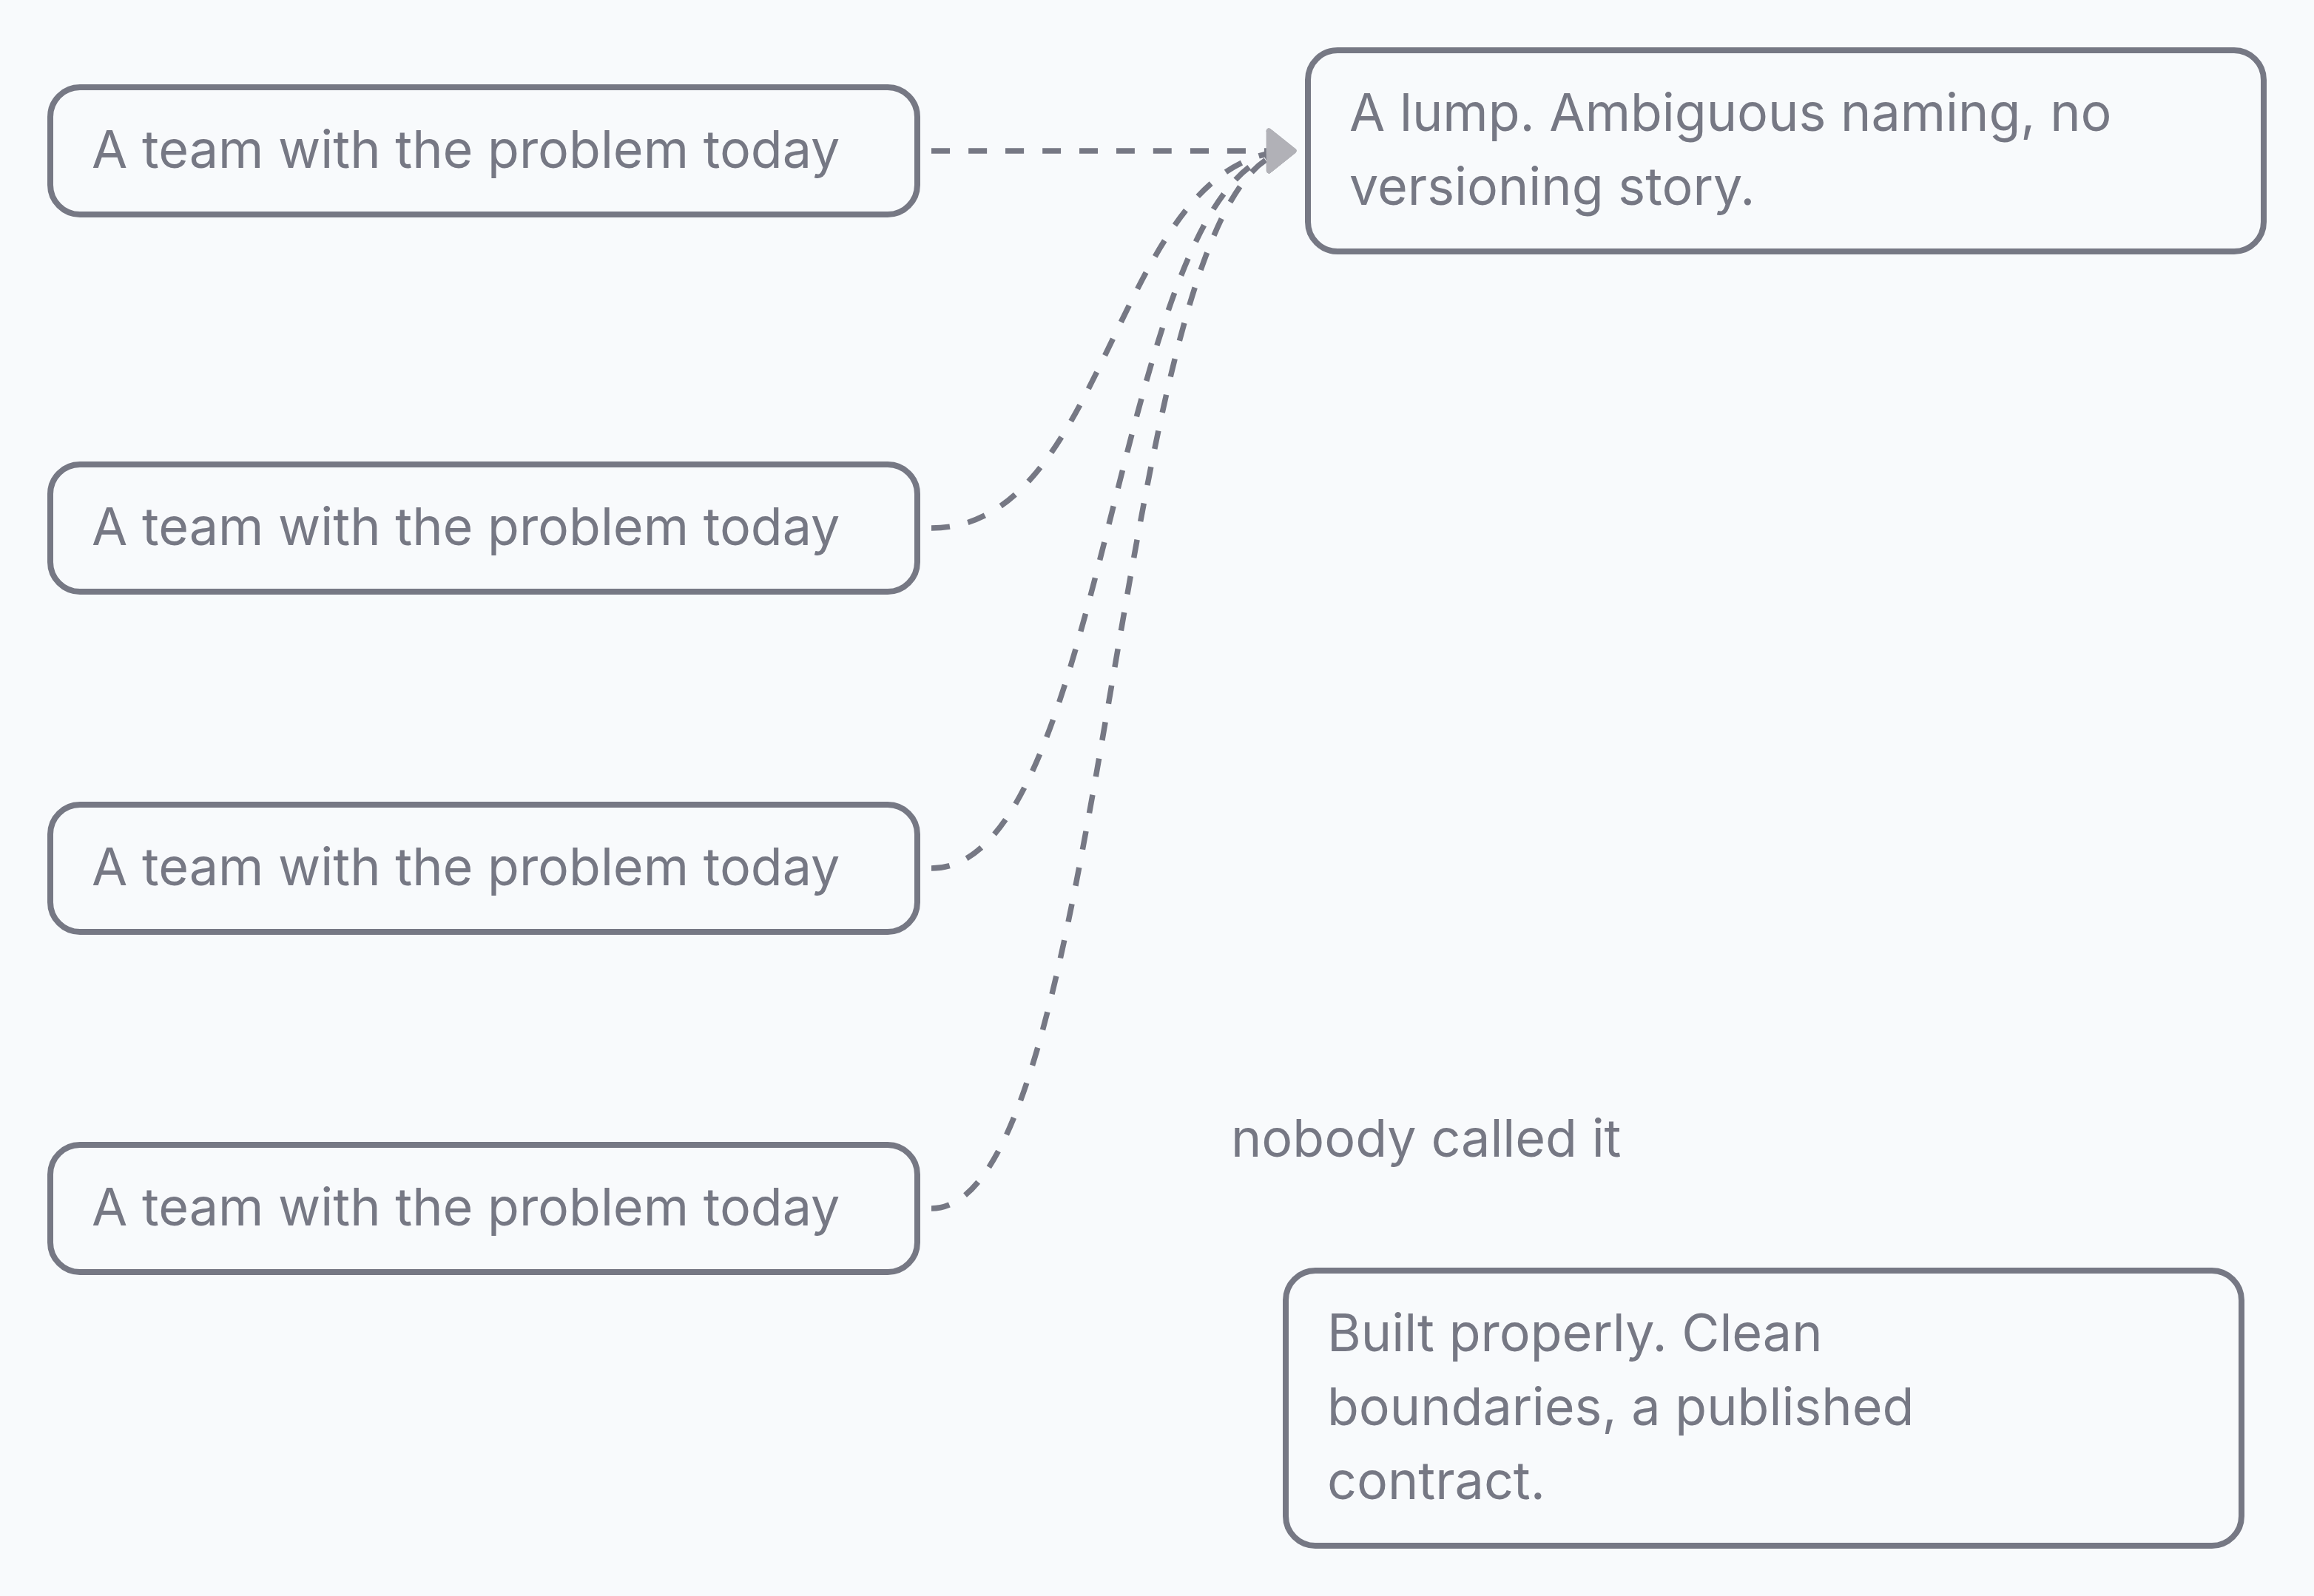 A team with the problem today
A lump. Ambiguous naming, no
versioning story.
A team with the problem today
A team with the problem today
A team with the problem today
nobody called it
Built properly. Clean
boundaries, a published
contract.